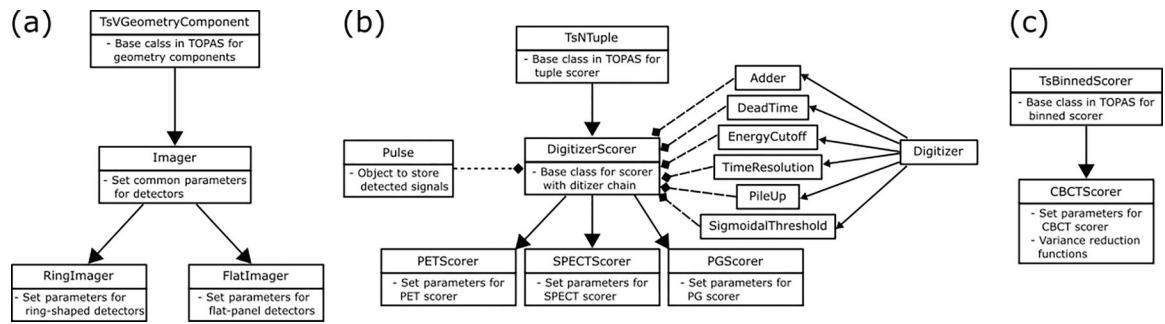 (a)
TsVGeometryComponent
- Base calss in TOPAS for
geometry components
Imager
- Set common parameters
for detectors
RingImager
- Set parameters for
ring-shaped detectors
FlatImager
- Set parameters for
flat-panel detectors
(b)
TsNTuple
- Base class in TOPAS for
tuple scorer
Pulse
- Object to store
detected signals
DigitizerScorer
- Base class for scorer
with ditizer chain
Adder
DeadTime
EnergyCutoff
TimeResolution
PileUp
SigmoidalThreshold
Digitizer
PETScorer
- Set parameters for
PET scorer
SPECTScorer
- Set parameters for
SPECT scorer
PGScorer
- Set parameters for
PG scorer
(c)
TsBinnedScorer
- Base class in TOPAS for
binned scorer
CBCTScorer
- Set parameters for
CBCT scorer
- Variance reduction
functions